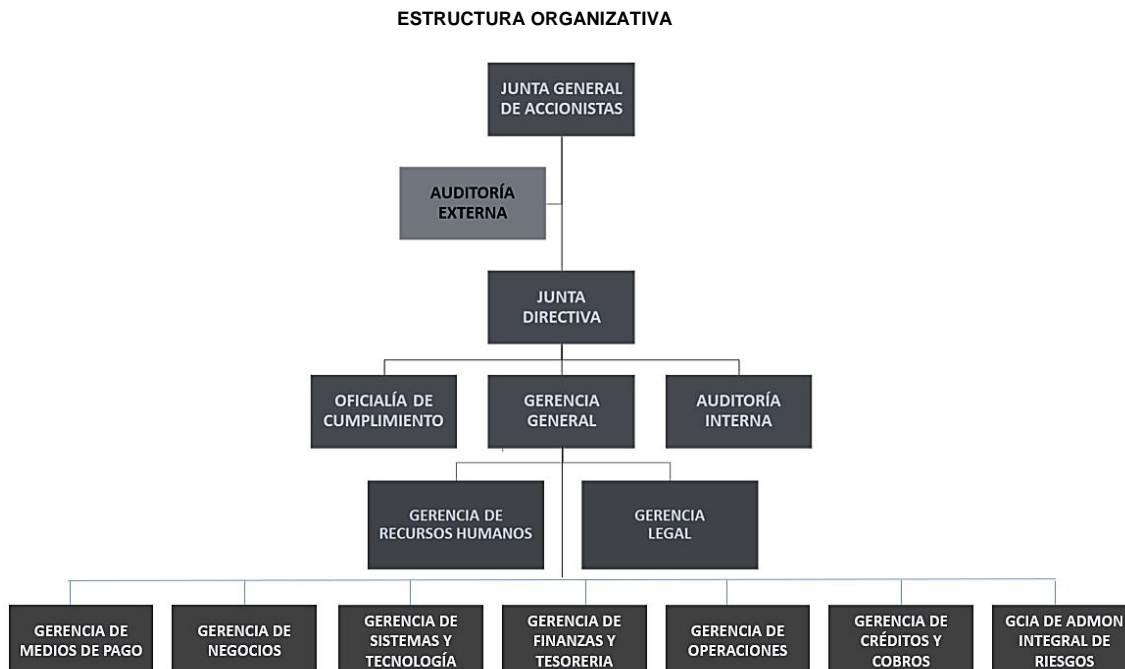 ESTRUCTURA ORGANIZATIVA
JUNTA GENERAL
DE ACCIONISTAS
AUDITORÍA
EXTERNA
JUNTA
DIRECTIVA
OFICIALÍA DE
CUMPLIMIENTO
GERENCIA
GENERAL
AUDITORÍA
INTERNA
GERENCIA DE
RECURSOS HUMANOS
GERENCIA
LEGAL
GERENCIA DE
MEDIOS DE PAGO
GERENCIA DE
NEGOCIOS
GERENCIA DE
SISTEMAS Y
TECNOLOGÍA
GERENCIA DE
FINANZAS Y
TESORERIA
GERENCIA DE
OPERACIONES
GERENCIA DE
CRÉDITOS Y
COBROS
GCIA DE ADMON
INTEGRAL DE
RIESGOS